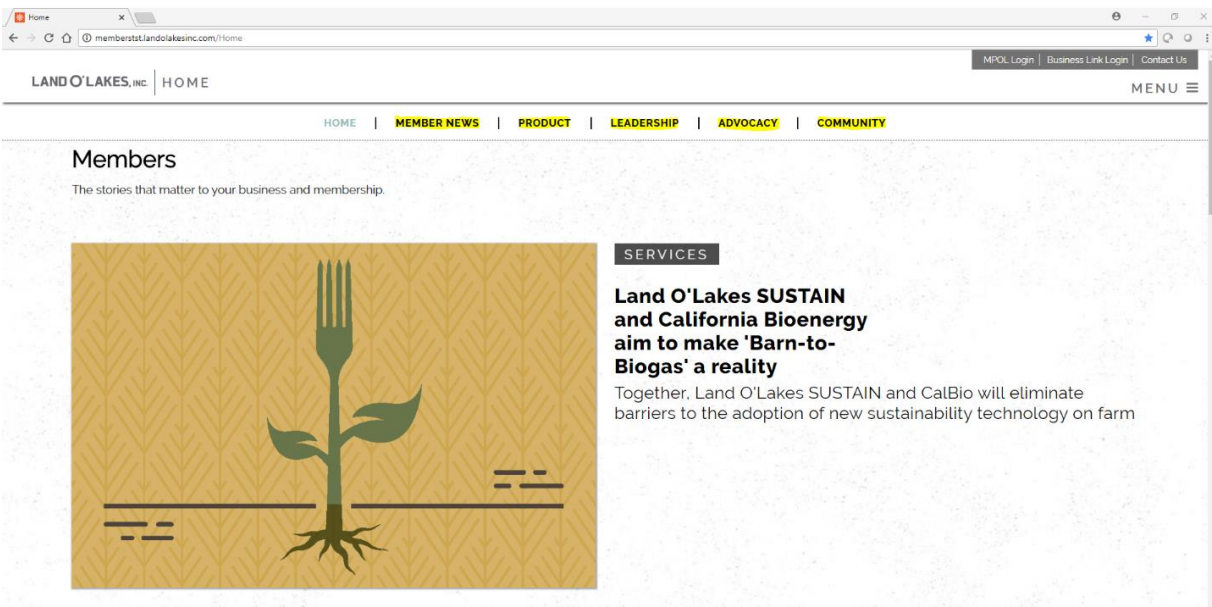 Home
memberstst.landolakesinc.com/Home
MPOL Login | Business Link Login | Contact Us
LAND O'LAKES, INC. | HOME
MENU
HOME | MEMBER NEWS | PRODUCT | LEADERSHIP | ADVOCACY | COMMUNITY
Members
The stories that matter to your business and membership.
SERVICES
Land O'Lakes SUSTAIN
and California Bioenergy
aim to make 'Barn-to-
Biogas' a reality
Together, Land O'Lakes SUSTAIN and CalBio will eliminate
barriers to the adoption of new sustainability technology on farm